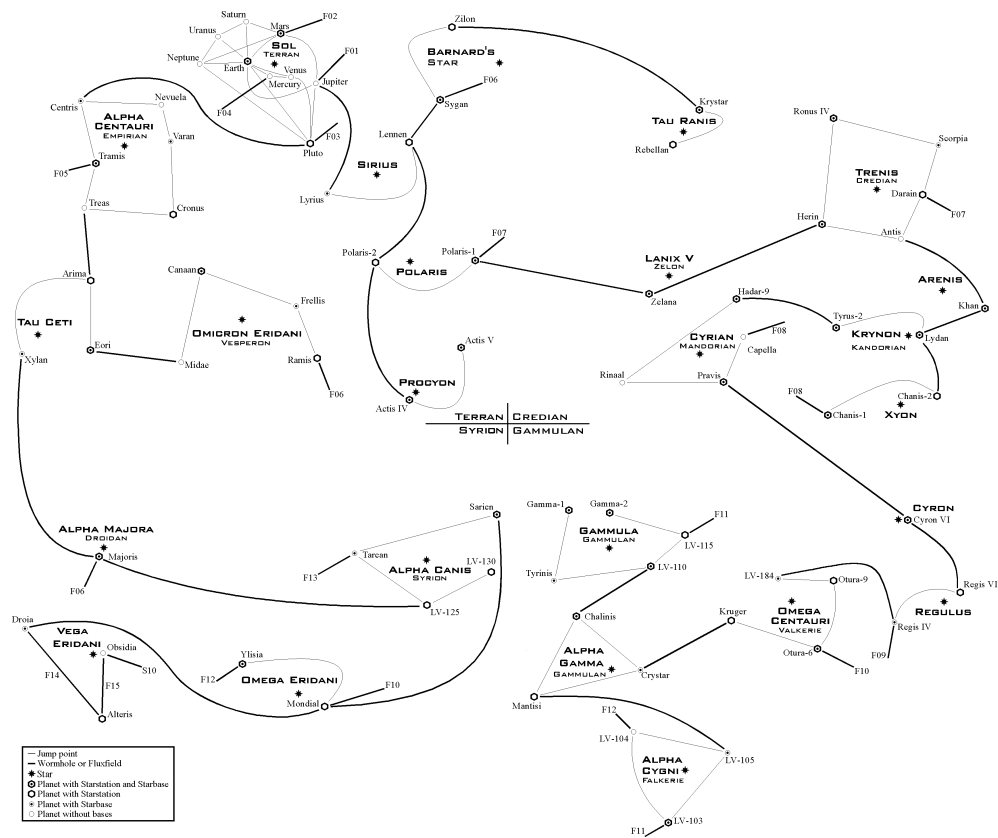 Saturn
Uranus
Mars
F02
Neptune
SOL
TERRAN
Earth
Venus
Mercury
Jupiter
F01
F04
F03
Pluto
Centris
Nevuela
ALPHA
CENTAURI
EMPIRIAN
Varan
Tramis
F05
Treas
Cronus
Zilon
BARNARD'S
STAR
F06
Sygan
Lennen
SIRIUS
Lyrius
Krystar
TAU RANIS
Rebellan
Ronus IV
Scorpia
TRENIS
CREDIAN
Darain
F07
Herin
Antis
Polaris-2
Polaris-1
F07
POLARIS
LANIX V
ZELON
Zelana
ARENIS
Khan
Arima
TAU CETI
Xylan
Eori
Canaan
Frellis
OMICRON ERIDANI
VESPERON
Midae
Ramis
F06
Actis V
PROCYON
Actis IV
Hadar-9
CYRIAN
MANDORIAN
F08
Capella
Rinaal
Pravis
Tyrus-2
KRYNON
KANDORIAN
Lydan
F08
Chanis-2
Chanis-1
XYON
TERRAN CREDIAN
SYRION GAMMULAN
ALPHA MAJORA
DROIDAN
Majoris
F06
Sarien
Tarcan
LV-130
ALPHA CANIS
SYRION
F13
LV-125
Gamma-1
Gamma-2
F11
GAMMULA
GAMMULAN
LV-115
Tyrinis
LV-110
CYRON
Cyron VI
LV-184
Otura-9
Regis VI
REGULUS
OMEGA
CENTAURI
VALKERIE
Kruger
Regis IV
Otura-6
F09
F10
Droia
VEGA
ERIDANI
Obsidia
S10
F14
F15
Alteris
Ylisia
F12
OMEGA ERIDANI
F10
Mondial
Chalinis
ALPHA
GAMMA
GAMMULAN
Crystar
Mantisi
F12
LV-104
LV-105
ALPHA
CYGNI
FALKERIE
LV-103
F11
Jump point
Wormhole or Fluxfield
Star
Planet with Starstation and Starbase
Planet with Starstation
Planet with Starbase
Planet without bases